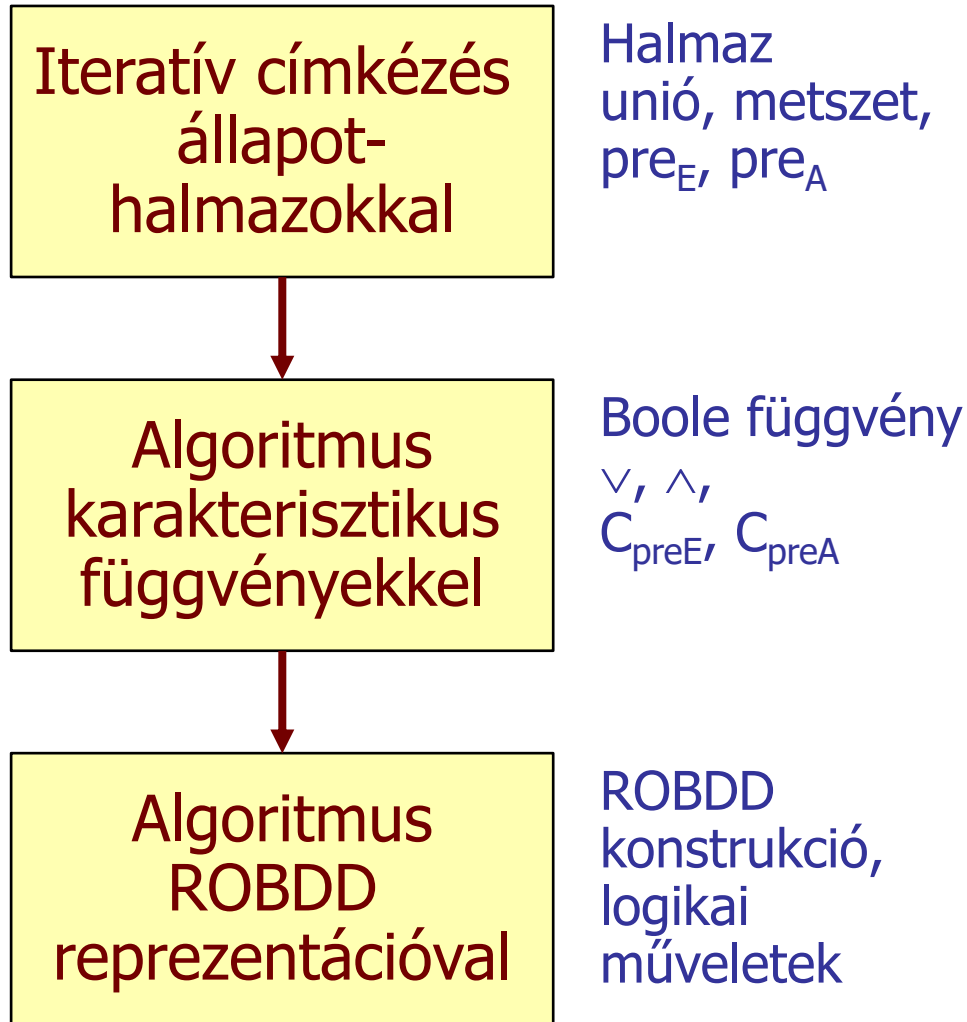 Iteratív címkézés
állapot-
halmazokkal
Halmaz
unió, metszet,
preE, preA
Algoritmus
karakterisztikus
függvényekkel
Boole függvény
∨, ∧,
CpreE, CpreA
Algoritmus
ROBDD
reprezentációval
ROBDD
konstrukció,
logikai
műveletek